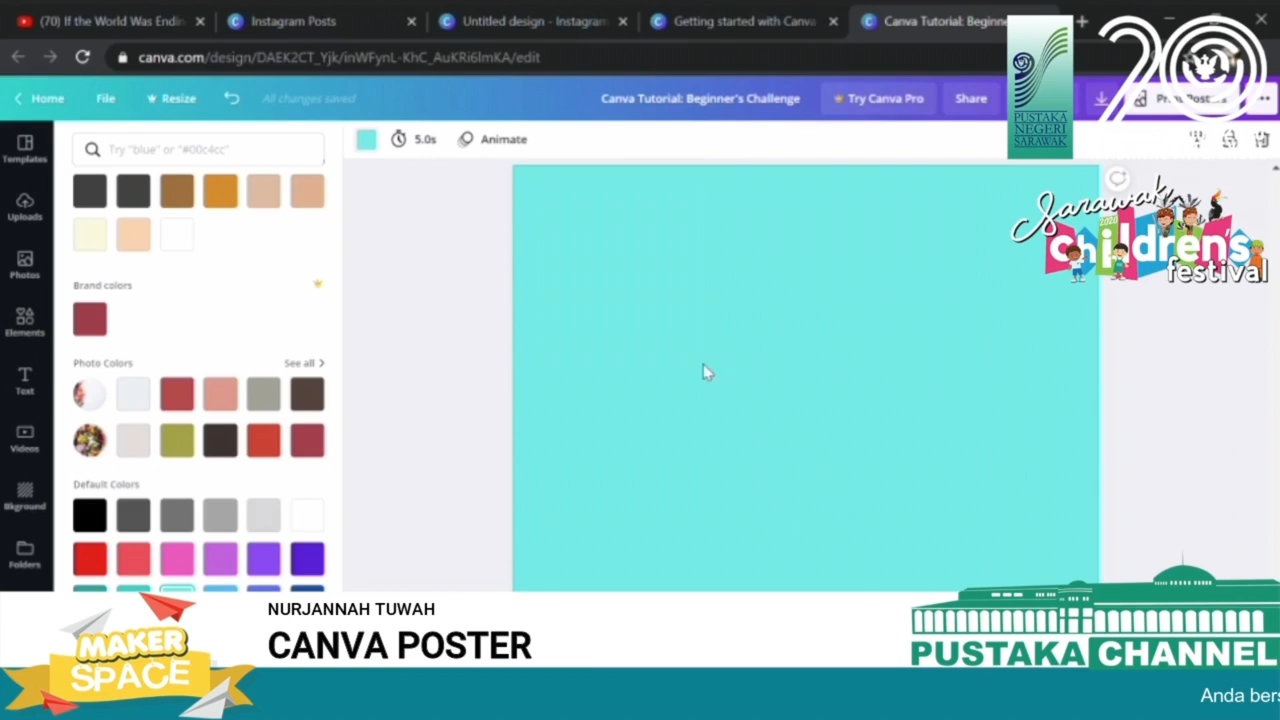 (70) If the World Was Endin
Instagram Posts
Untitled design - Instagram
Getting started with Canva
Canva Tutorial: Beginne
canva.com/design/DAEK2CT_Yjk/inWFynL-KhC_AuKRi6lmKA/edit
Home
File
Resize
All changes saved
Canva Tutorial: Beginner's Challenge
Try Canva Pro
Share
PUSTAKA
NEGERI
SARAWAK
20
Templates
Uploads
Photos
Elements
Text
Videos
Bkground
Folders
Try "blue" or "#00c4cc"
5.0s
Animate
Brand colors
Photo Colors
See all
Default Colors
Sarawak
2020
children's
festival
MAKER
SPACE
NURJANNAH TUWAH
CANVA POSTER
PUSTAKA CHANNEL
Anda bers